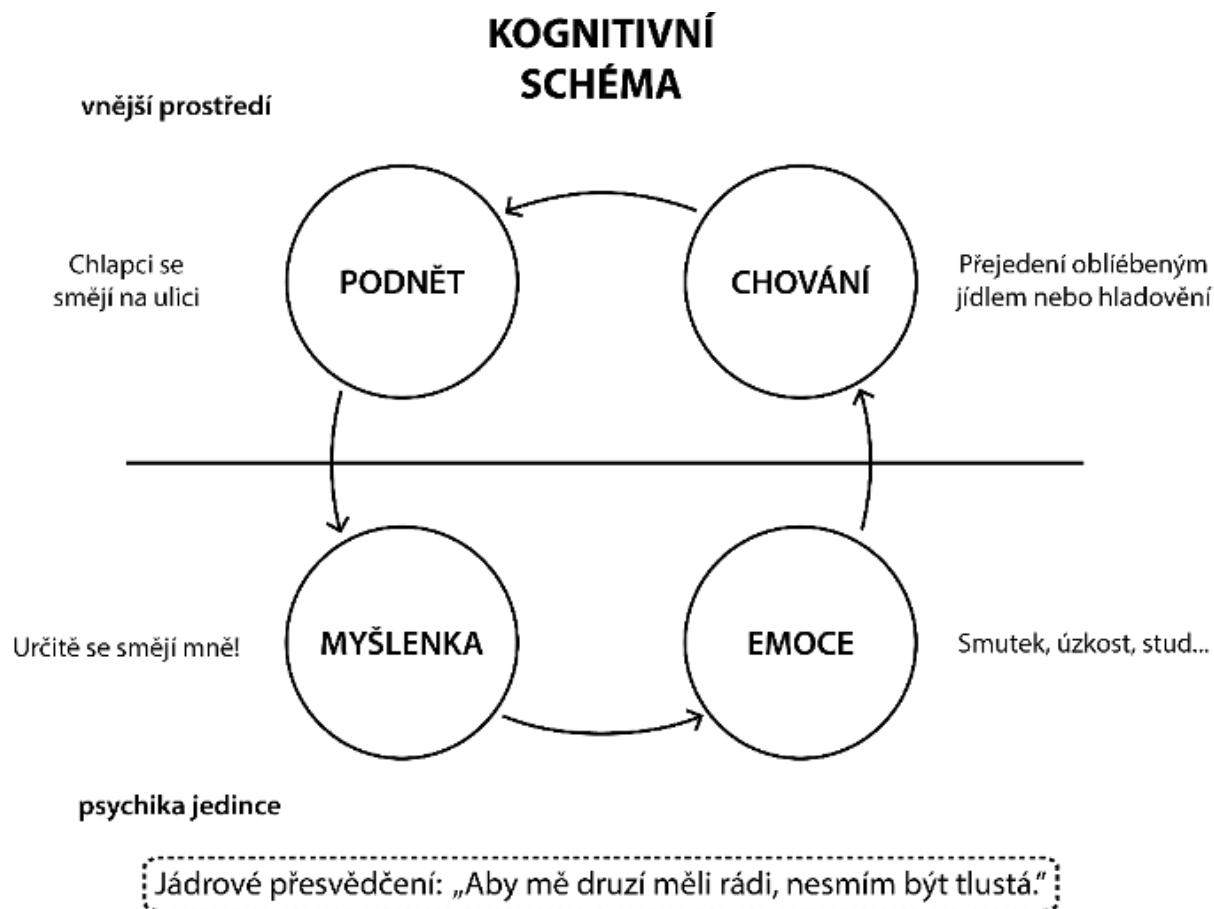 KOGNITIVNÍ
SCHÉMA
vnější prostředí
Chlapci se
smějí na ulici
PODNĚT
CHOVÁNÍ
Přejedení oblíébeným
jídlem nebo hladovění
Určitě se smějí mně!
MYŠLENKA
EMOCE
Smutek, úzkost, stud...
psychika jedince
Jádrové přesvědčení: „Aby mě druzí měli rádi, nesmím být tlustá.“